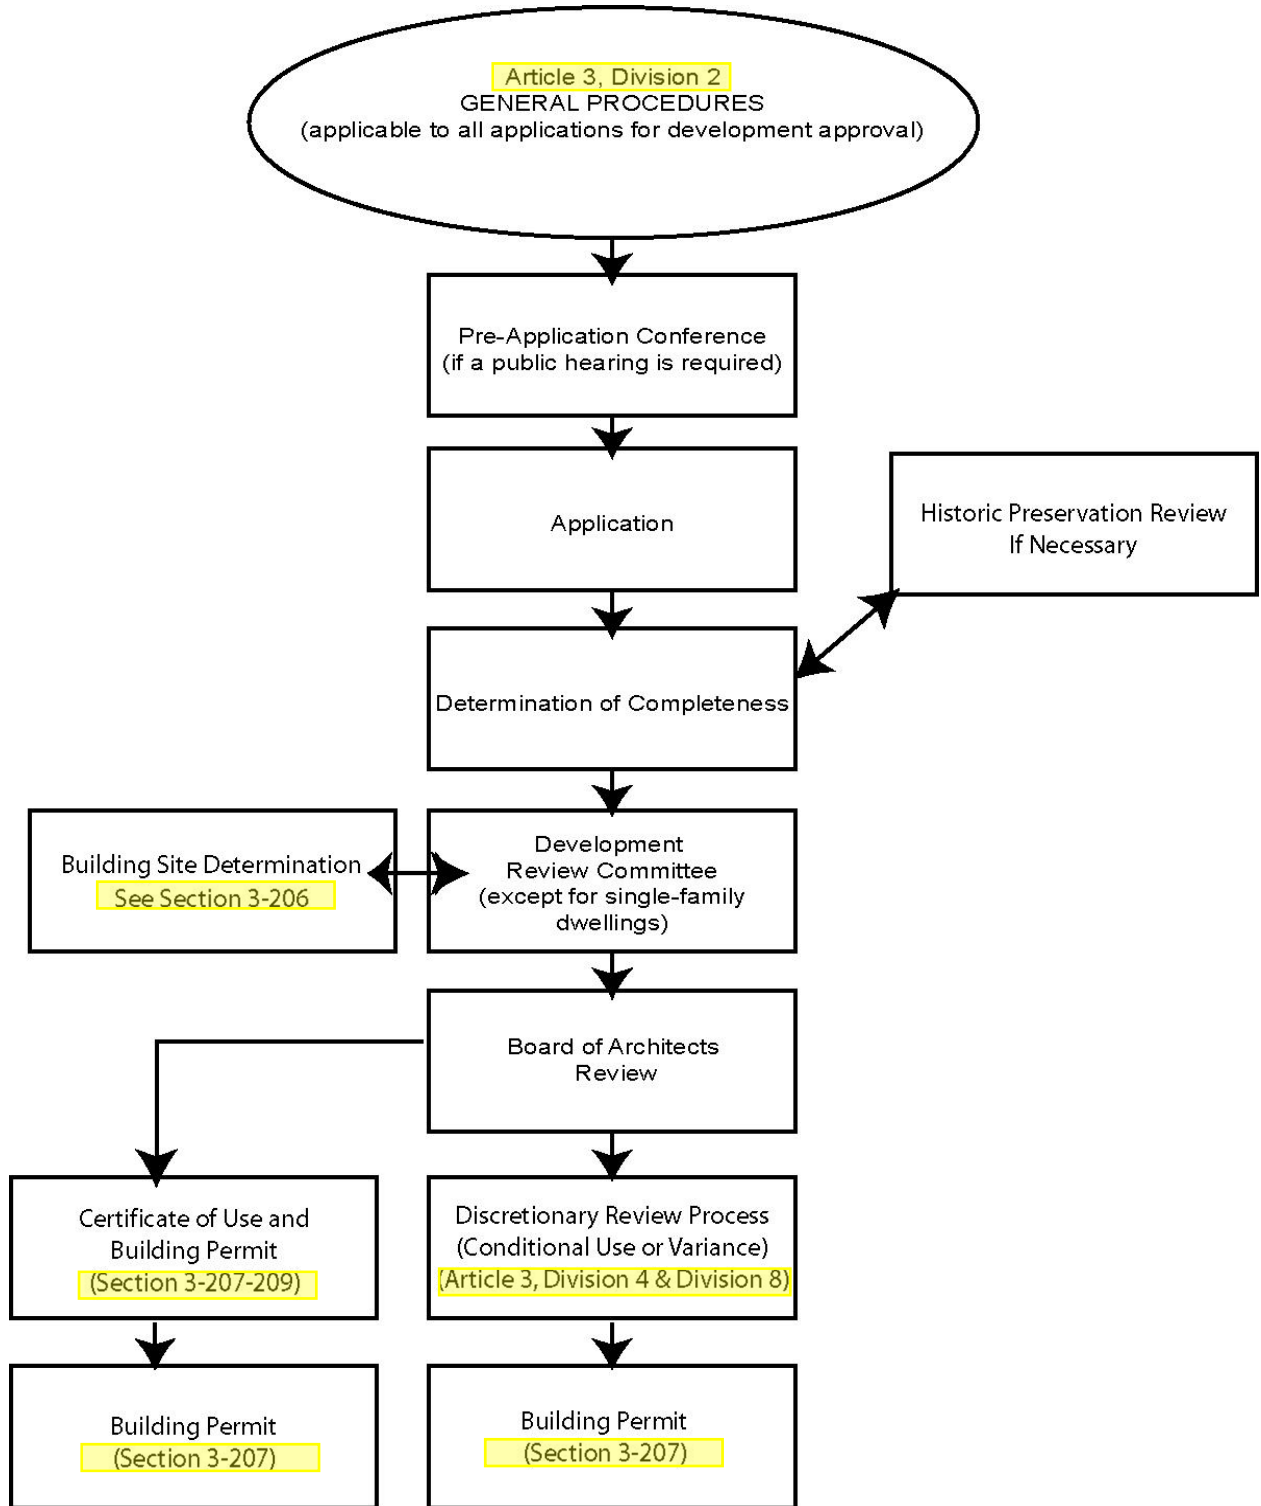 Article 3, Division 2
GENERAL PROCEDURES
(applicable to all applications for development approval)
Pre-Application Conference
(if a public hearing is required)
Application
Historic Preservation Review
If Necessary
Determination of Completeness
Building Site Determination
See Section 3-206
Development
Review Committee
(except for single-family
dwellings)
Board of Architects
Review
Certificate of Use and
Building Permit
(Section 3-207-209)
Discretionary Review Process
(Conditional Use or Variance)
(Article 3, Division 4 & Division 8)
Building Permit
(Section 3-207)
Building Permit
(Section 3-207)